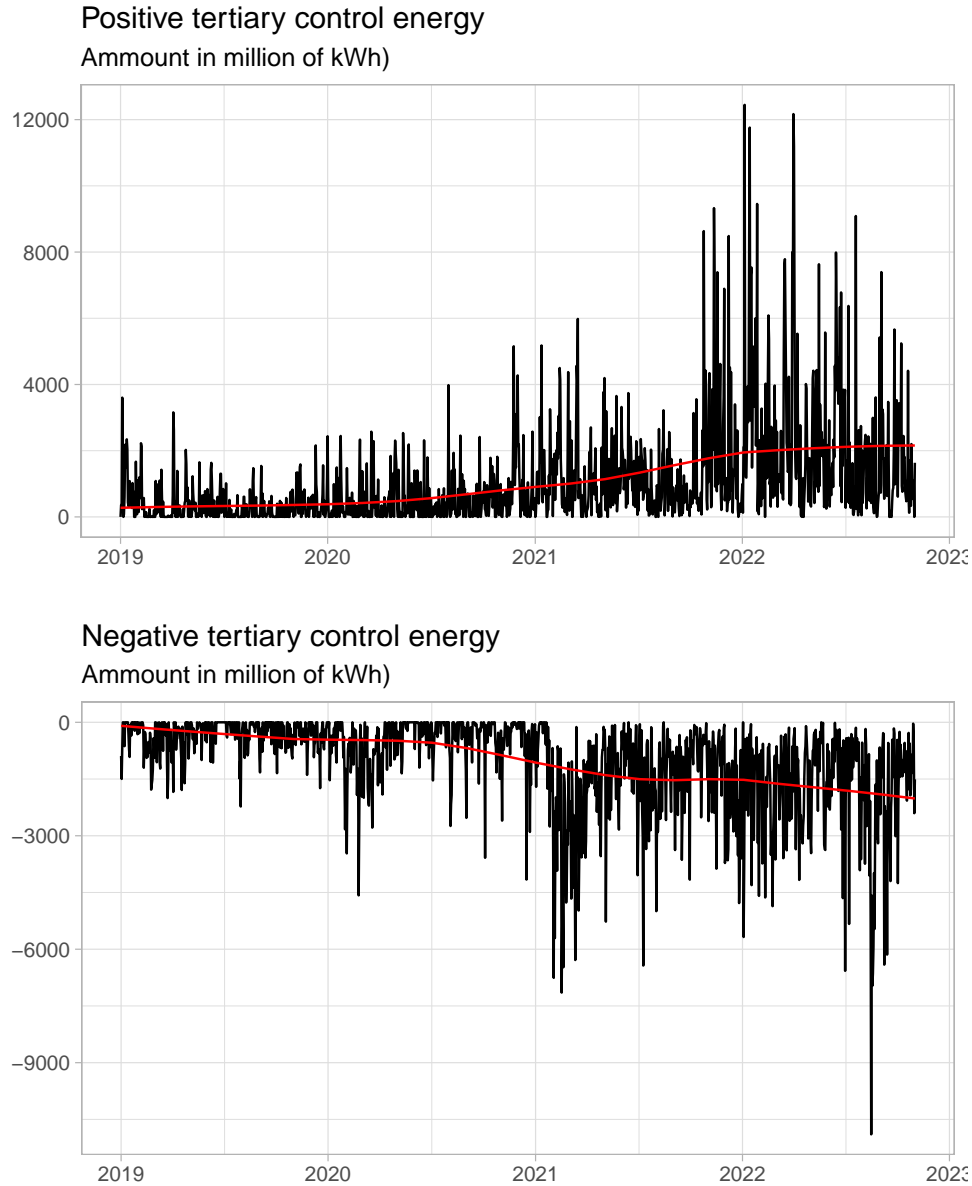 Positive tertiary control energy
Ammount in million of kWh)
12000
8000
4000
0
2019 2020 2021 2022 2023
Negative tertiary control energy
Ammount in million of kWh)
0
−3000
−6000
−9000
2019 2020 2021 2022 2023